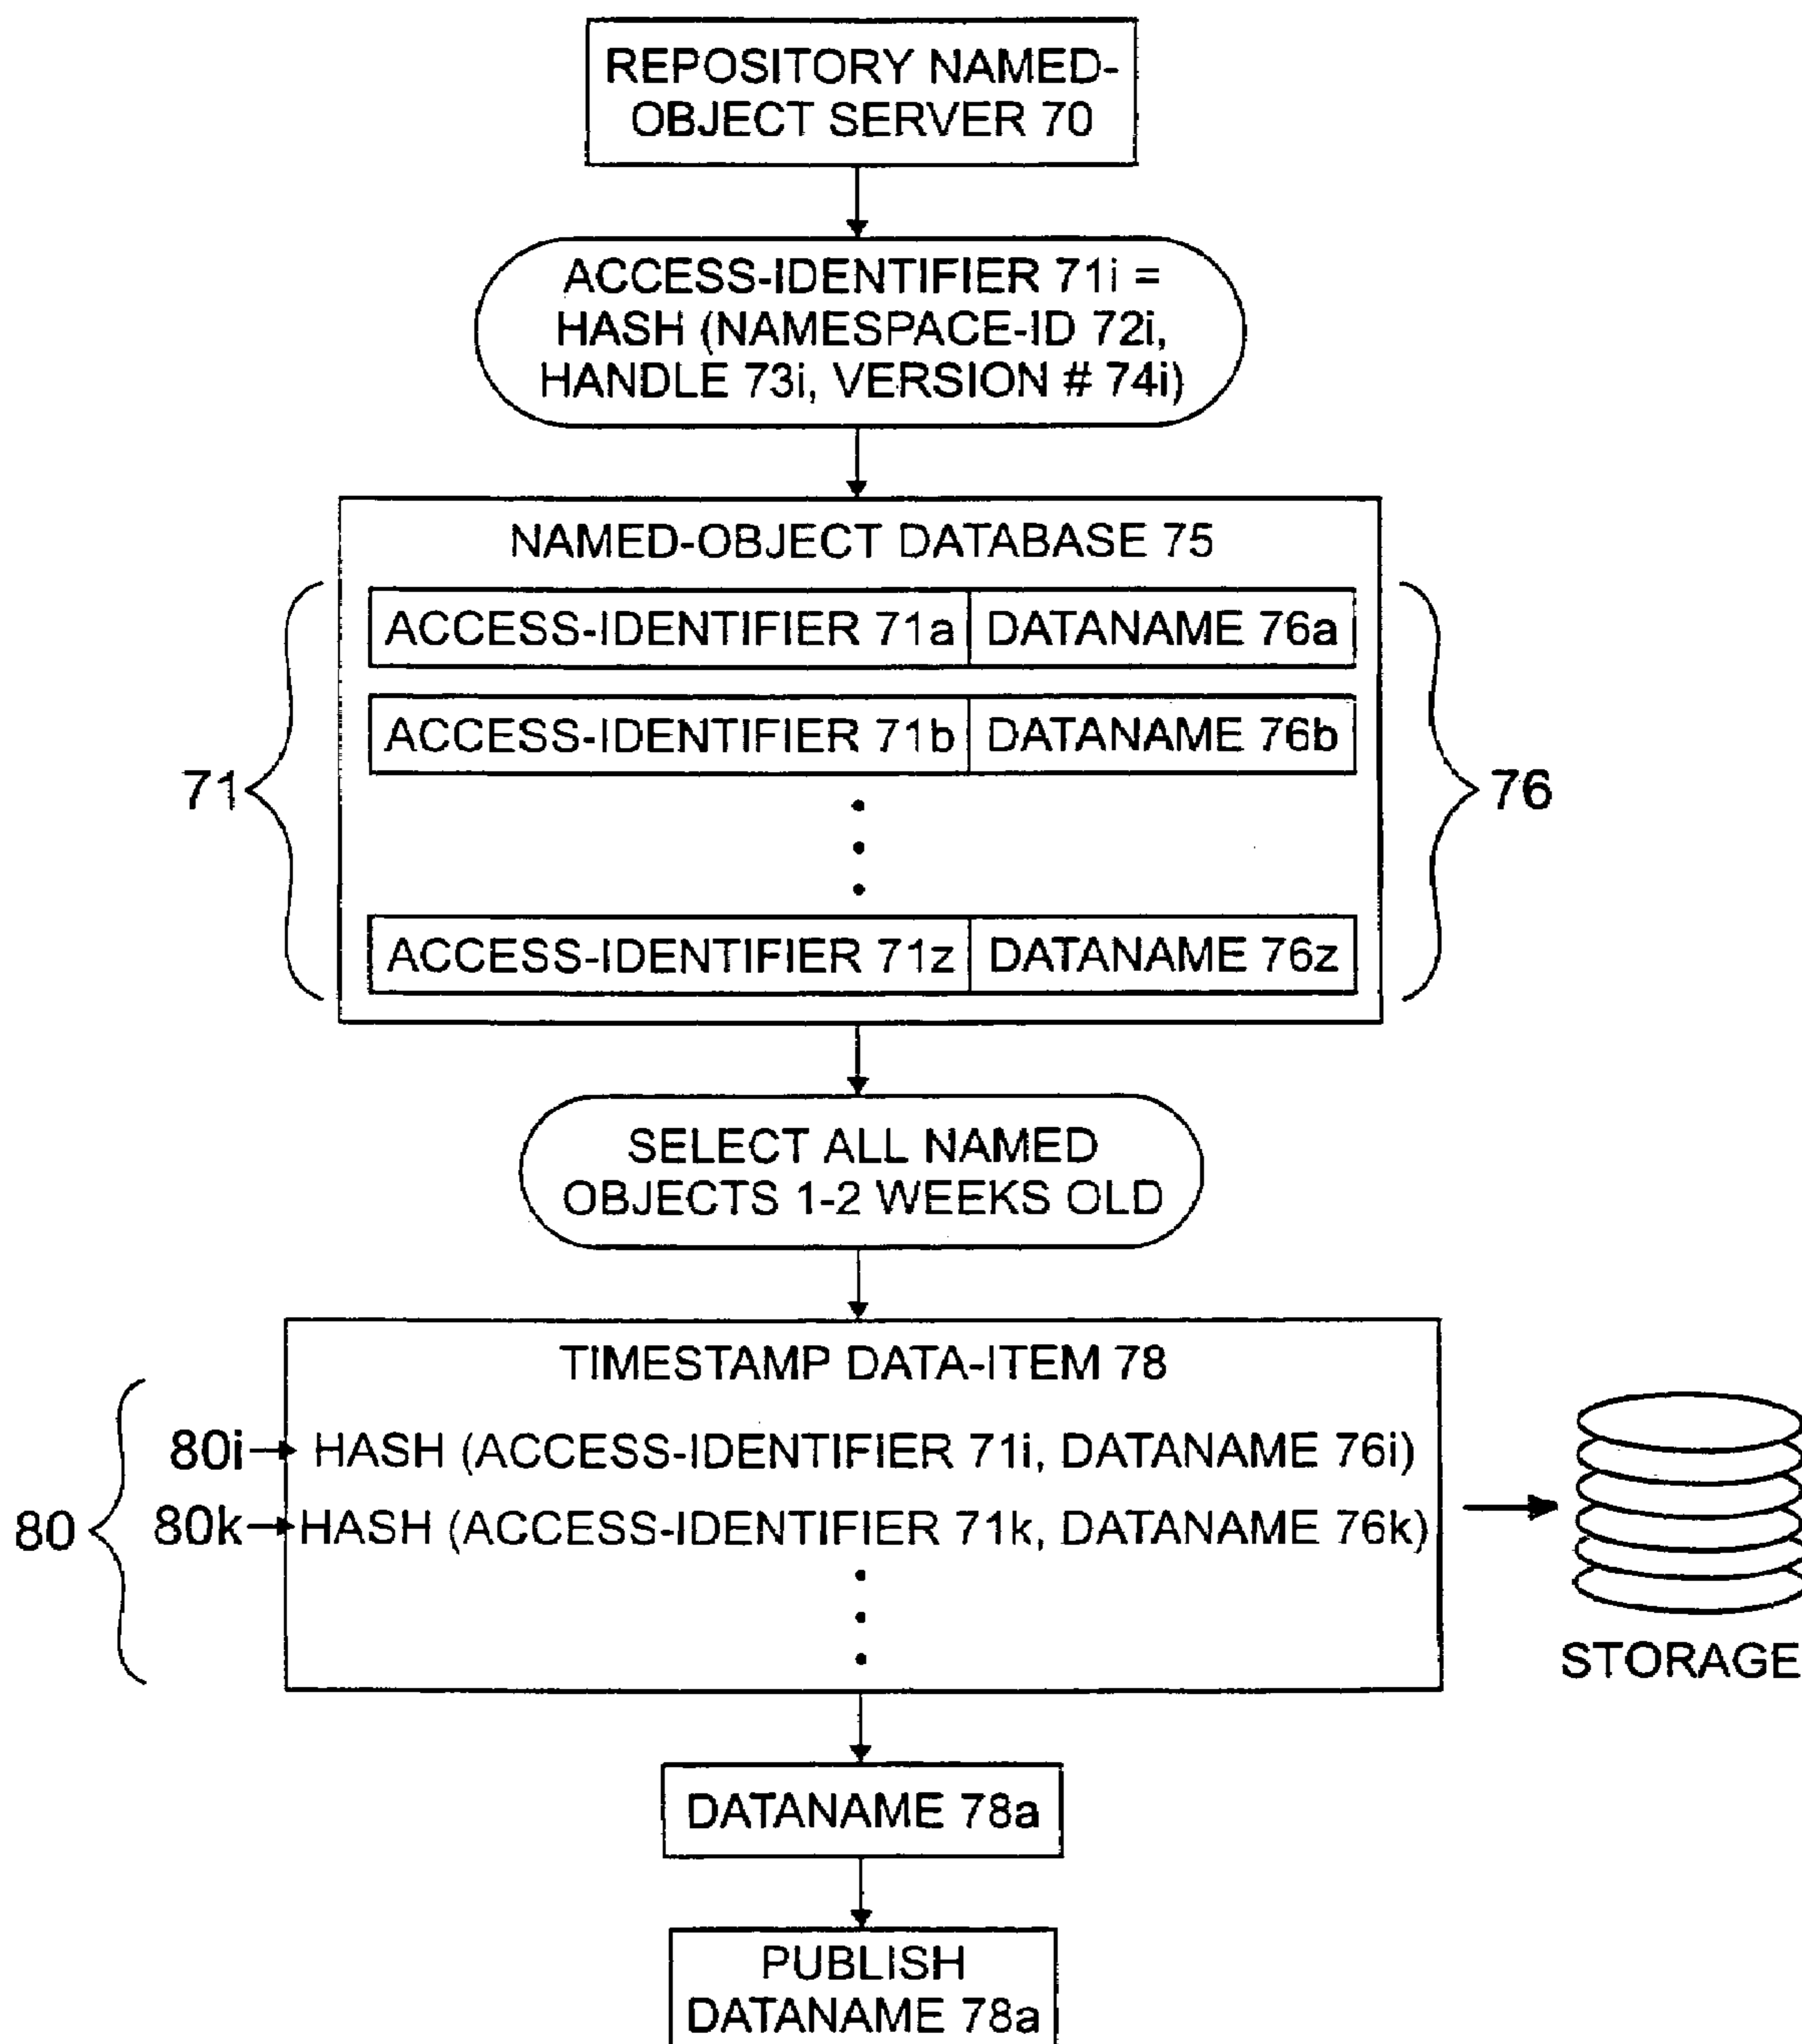 REPOSITORY NAMED-
OBJECT SERVER 70
ACCESS-IDENTIFIER 71i =
HASH (NAMESPACE-ID 72i,
HANDLE 73i, VERSION # 74i)
NAMED-OBJECT DATABASE 75
ACCESS-IDENTIFIER 71a DATANAME 76a
ACCESS-IDENTIFIER 71b DATANAME 76b
71 76
ACCESS-IDENTIFIER 71z DATANAME 76z
SELECT ALL NAMED
OBJECTS 1-2 WEEKS OLD
TIMESTAMP DATA-ITEM 78
80i HASH (ACCESS-IDENTIFIER 71i, DATANAME 76i)
80 80k HASH (ACCESS-IDENTIFIER 71k, DATANAME 76k)
STORAGE
DATANAME 78a
PUBLISH
DATANAME 78a